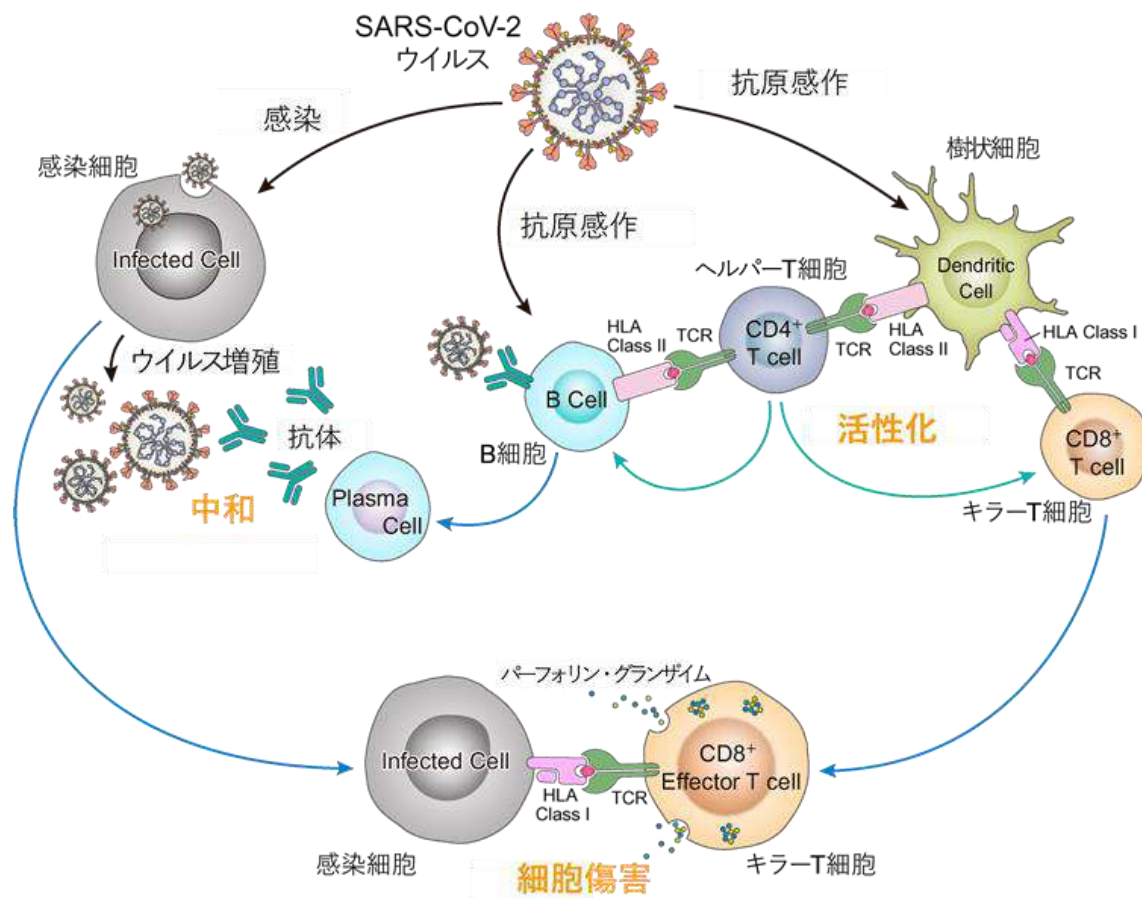 SARS-CoV-2
ウイルス
感染
抗原感作
感染細胞
樹状細胞
抗原感作
Infected Cell
Dendritic
Cell
ヘルパーT細胞
CD4⁺
T cell
HLA
Class II
TCR
TCR
HLA
Class II
HLA Class I
TCR
ウイルス増殖
B Cell
抗体
B細胞
活性化
CD8⁺
T cell
キラーT細胞
中和
Plasma
Cell
パーフォリン・グランザイム
Infected Cell
CD8⁺
Effector T cell
HLA
Class I
TCR
感染細胞
キラーT細胞
細胞傷害